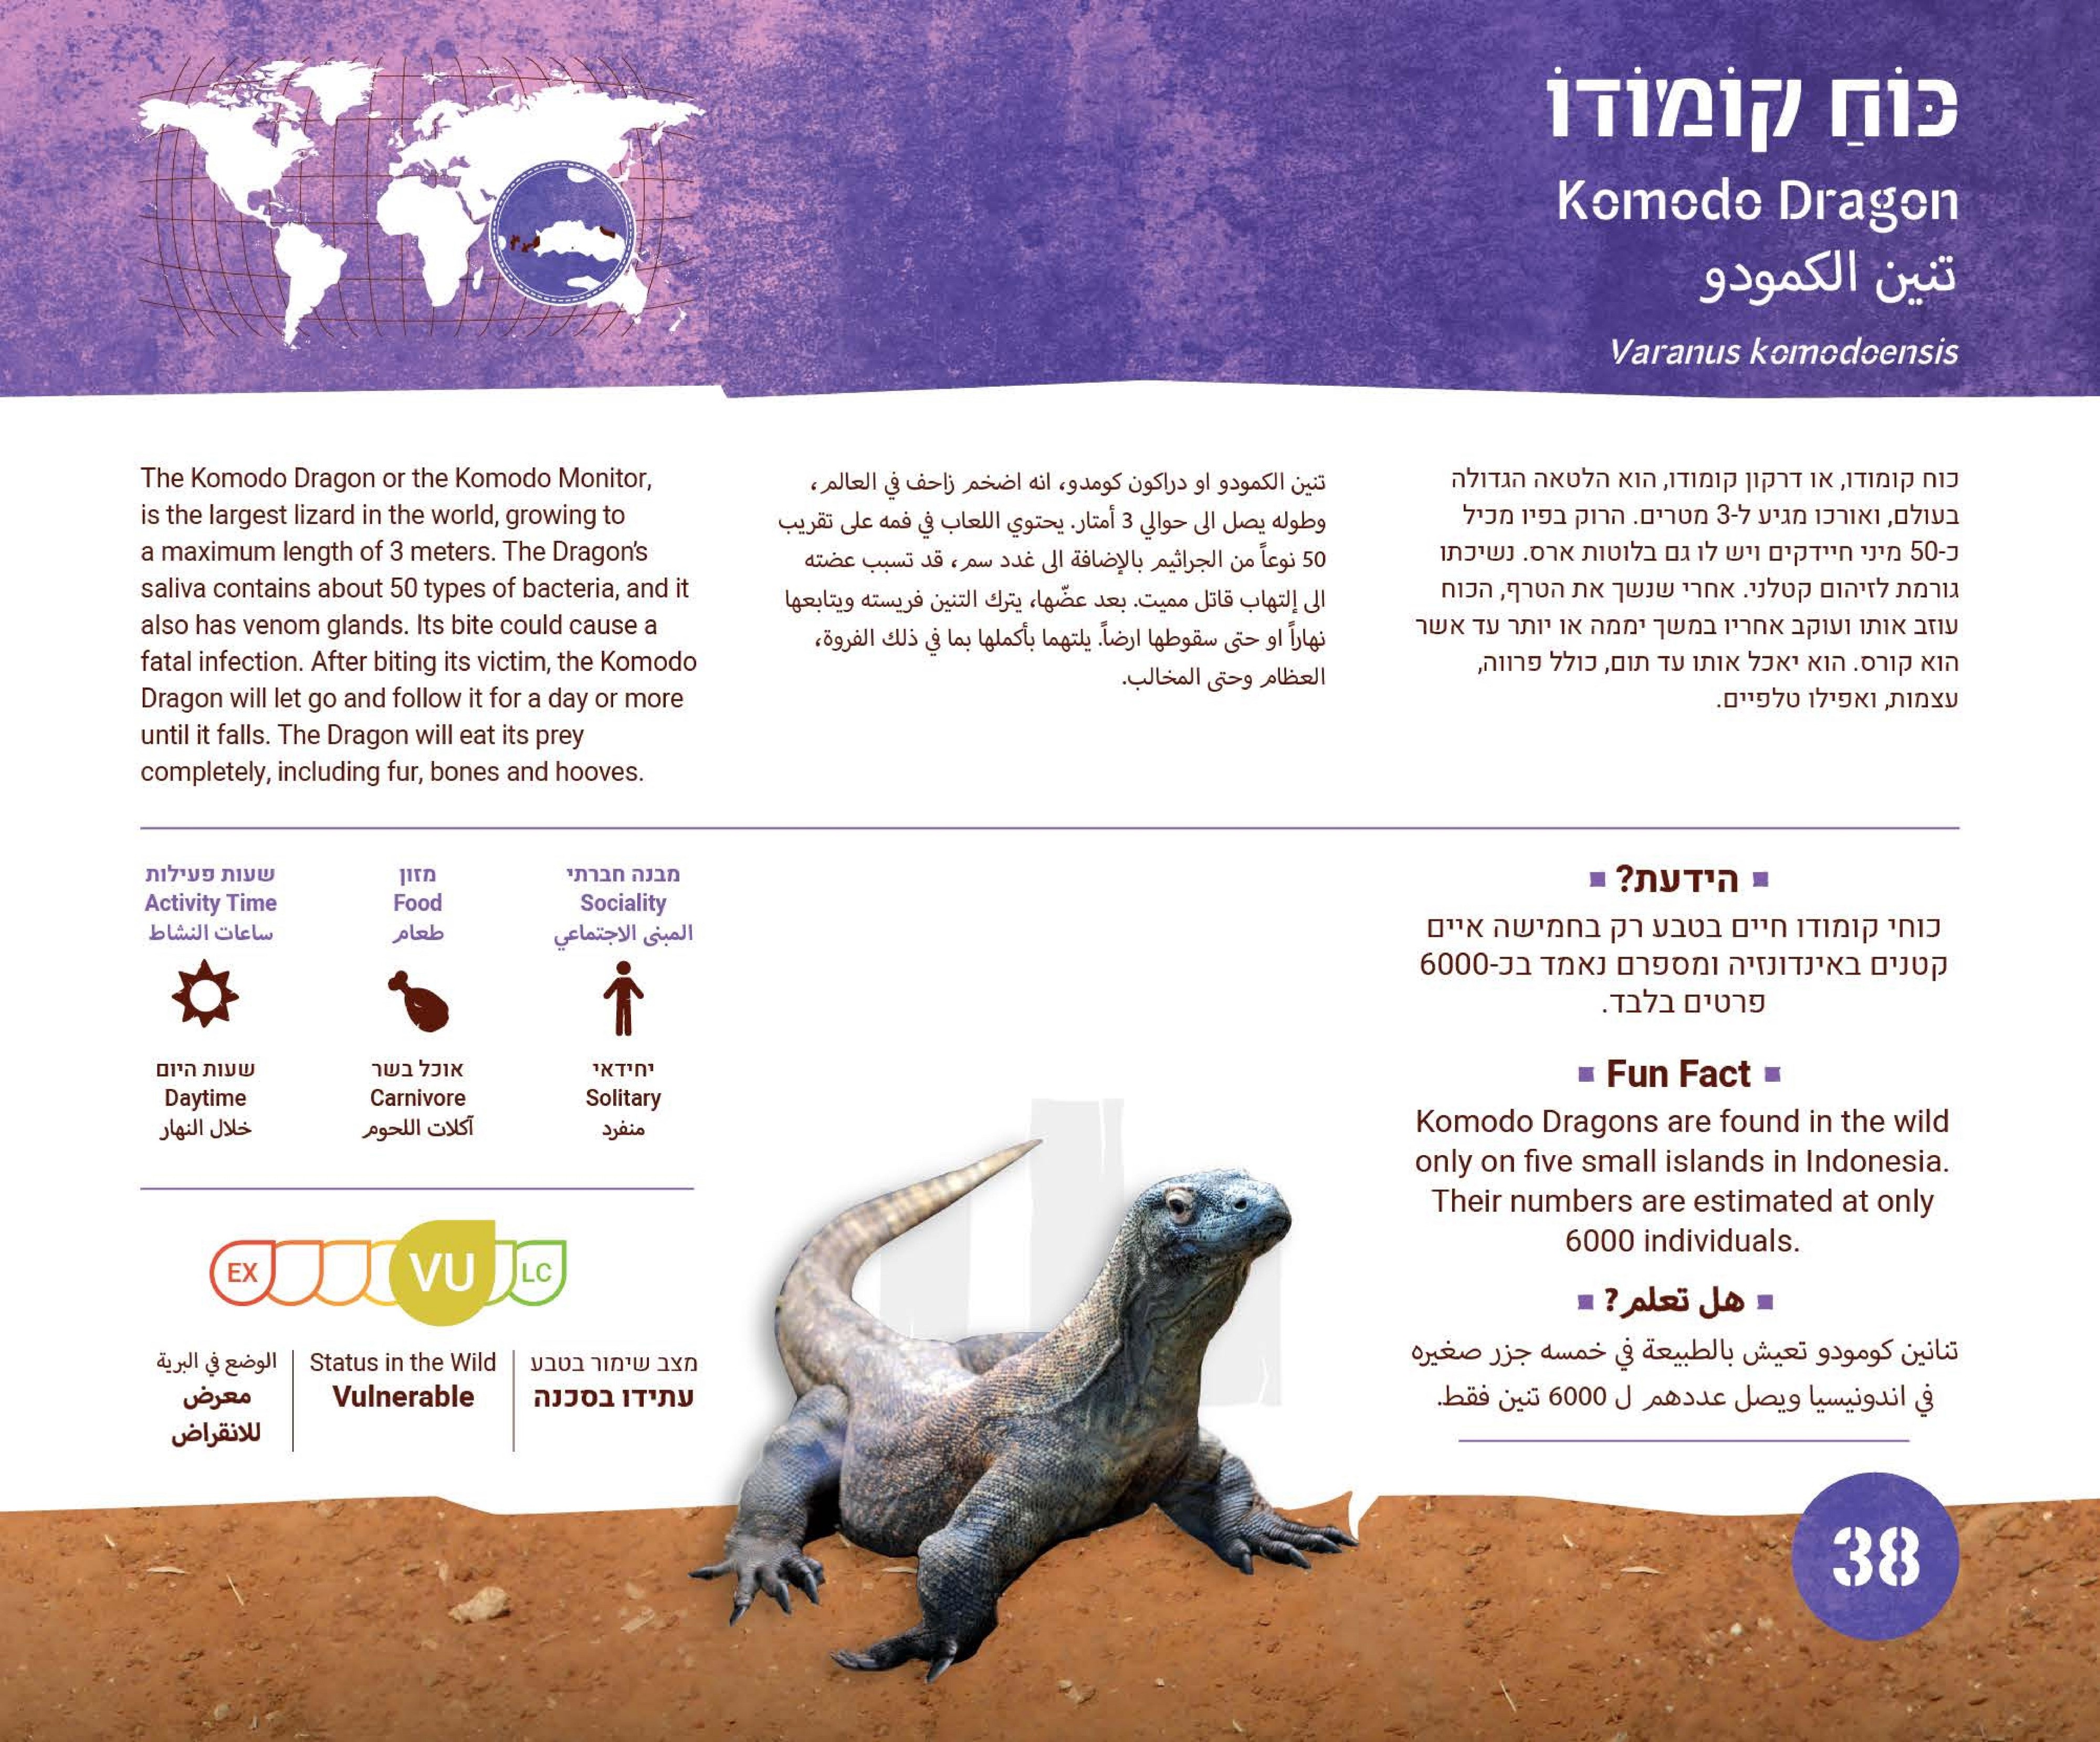 כּוֹחַ קוֹמוֹדוֹ
Komodo Dragon
تنين الكمودو
Varanus komodoensis
The Komodo Dragon or the Komodo Monitor,
is the largest lizard in the world, growing to
a maximum length of 3 meters. The Dragon's
saliva contains about 50 types of bacteria, and it
also has venom glands. Its bite could cause a
fatal infection. After biting its victim, the Komodo
Dragon will let go and follow it for a day or more
until it falls. The Dragon will eat its prey
completely, including fur, bones and hooves.
تنين الكمودو او دراكون كومدو، انه اضخم زاحف في العالم،
وطوله يصل الى حوالي 3 أمتار. يحتوي اللعاب في فمه على تقريب
50 نوعاً من الجراثيم بالإضافة الى غدد سم، قد تسبب عضته
الى إلتهاب قاتل مميت. بعد عضّها، يترك التنين فريسته ويتابعها
نهاراً او حتى سقوطها ارضاً. يلتهما بأكملها بما في ذلك الفروة،
العظام وحتى المخالب.
כוח קומודו, או דרקון קומודו, הוא הלטאה הגדולה
בעולם, ואורכו מגיע ל-3 מטרים. הרוק בפיו מכיל
כ-50 מיני חיידקים ויש לו גם בלוטות ארס. נשיכתו
גורמת לזיהום קטלני. אחרי שנשך את הטרף, הכוח
עוזב אותו ועוקב אחריו במשך יממה או יותר עד אשר
הוא קורס. הוא יאכל אותו עד תום, כולל פרווה,
עצמות, ואפילו טלפיים.
שעות פעילות
Activity Time
ساعات النشاط
שעות היום
Daytime
خلال النهار
מזון
Food
طعام
אוכל בשר
Carnivore
آكلات اللحوم
מבנה חברתי
Sociality
المبنى الاجتماعي
יחידאי
Solitary
منفرد
EX VU LC
الوضع في البرية
معرض
للانقراض
Status in the Wild
Vulnerable
מצב שימור בטבע
עתידו בסכנה
הידעת?
כוחי קומודו חיים בטבע רק בחמישה איים
קטנים באינדונזיה ומספרם נאמד בכ-6000
פרטים בלבד.
Fun Fact
Komodo Dragons are found in the wild
only on five small islands in Indonesia.
Their numbers are estimated at only
6000 individuals.
هل تعلم؟
تنانين كومودو تعيش بالطبيعة في خمسه جزر صغيره
في اندونيسيا ويصل عددهم ل 6000 تنين فقط.
38